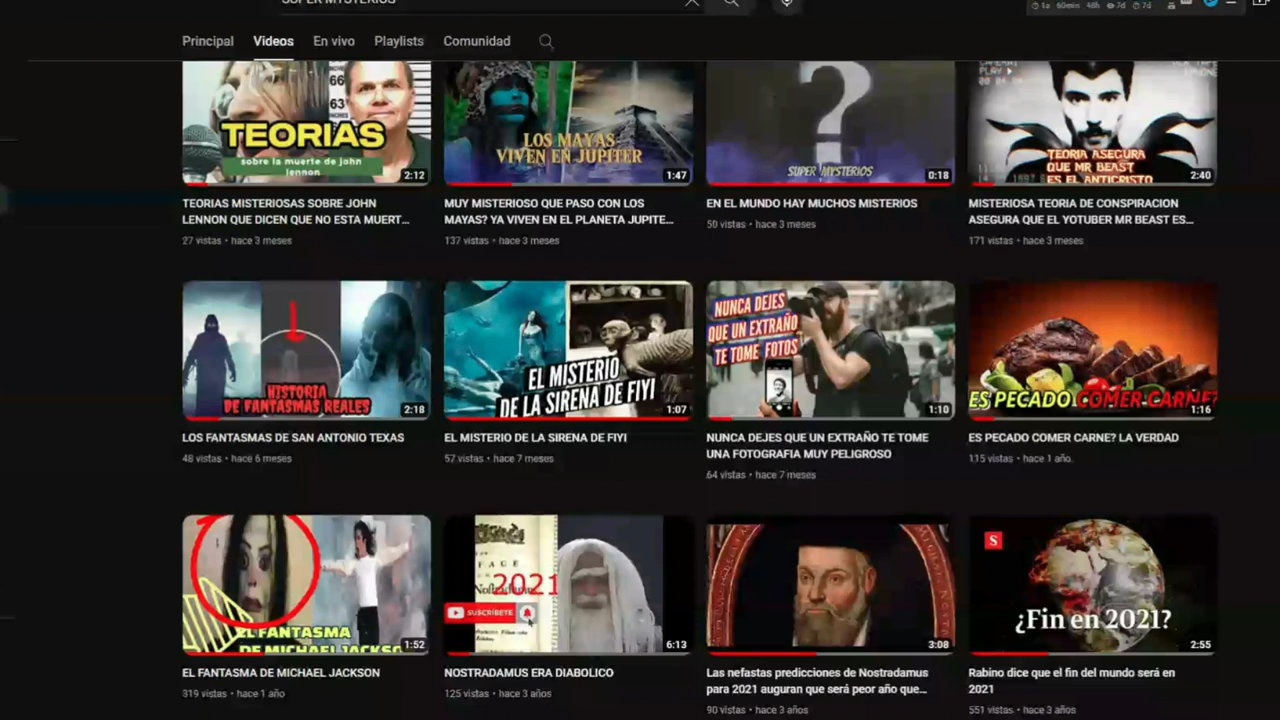 SUPER MYSTERIOS
Principal Videos En vivo Playlists Comunidad
TEORIAS
sobre la muerte de john
lennon
2:12
LOS MAYAS
VIVEN EN JUPITER
1:47
SUPER MYSTERIOS
0:18
PLAY
TEORIA ASEGURA
QUE MR BEAST
ES EL ANTICRISTO
2:40
TEORIAS MISTERIOSAS SOBRE JOHN
LENNON QUE DICEN QUE NO ESTA MUERT...
27 vistas • hace 3 meses
MUY MISTERIOSO QUE PASO CON LOS
MAYAS? YA VIVEN EN EL PLANETA JUPITE...
137 vistas • hace 3 meses
EN EL MUNDO HAY MUCHOS MISTERIOS
50 vistas • hace 3 meses
MISTERIOSA TEORIA DE CONSPIRACION
ASEGURA QUE EL YOTUBER MR BEAST ES...
171 vistas • hace 3 meses
HISTORIA
DE FANTASMAS REALES
2:18
EL MISTERIO
DE LA SIRENA DE FIYI
1:07
NUNCA DEJES
QUE UN EXTRAÑO
TE TOME FOTOS
1:10
ES PECADO COMER CARNE?
1:16
LOS FANTASMAS DE SAN ANTONIO TEXAS
48 vistas • hace 6 meses
EL MISTERIO DE LA SIRENA DE FIYI
57 vistas • hace 7 meses
NUNCA DEJES QUE UN EXTRAÑO TE TOME
UNA FOTOGRAFIA MUY PELIGROSO
64 vistas • hace 7 meses
ES PECADO COMER CARNE? LA VERDAD
115 vistas • hace 1 año
EL FANTASMA
DE MICHAEL JACKSON
1:52
2021
SUSCRÍBETE
6:13
3:08
S
¿Fin en 2021?
2:55
EL FANTASMA DE MICHAEL JACKSON
319 vistas • hace 1 año
NOSTRADAMUS ERA DIABOLICO
125 vistas • hace 3 años
Las nefastas predicciones de Nostradamus
para 2021 auguran que será peor año que...
90 vistas • hace 3 años
Rabino dice que el fin del mundo será en
2021
551 vistas • hace 3 años